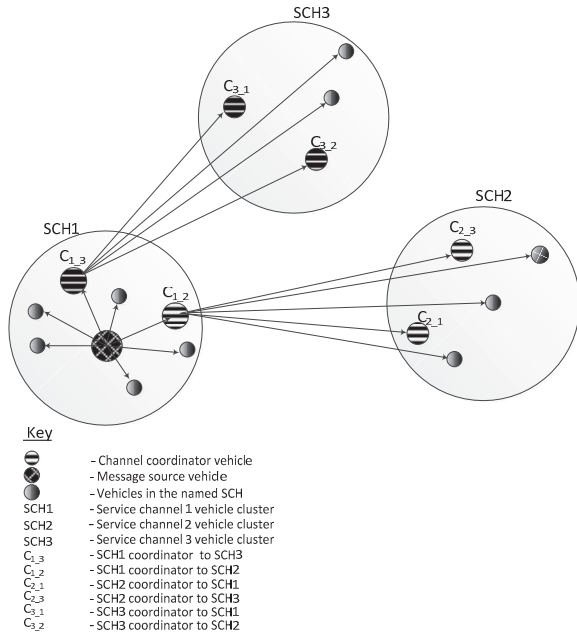 SCH3
C3_1
C3_2
SCH2
SCH1
C2_3
C1_3
C1_2
C2_1
Key
- Channel coordinator vehicle
- Message source vehicle
- Vehicles in the named SCH
SCH1 - Service channel 1 vehicle cluster
SCH2 - Service channel 2 vehicle cluster
SCH3 - Service channel 3 vehicle cluster
C1_3 - SCH1 coordinator to SCH3
C1_2 - SCH1 coordinator to SCH2
C2_1 - SCH2 coordinator to SCH1
C2_3 - SCH2 coordinator to SCH3
C3_1 - SCH3 coordinator to SCH1
C3_2 - SCH3 coordinator to SCH2